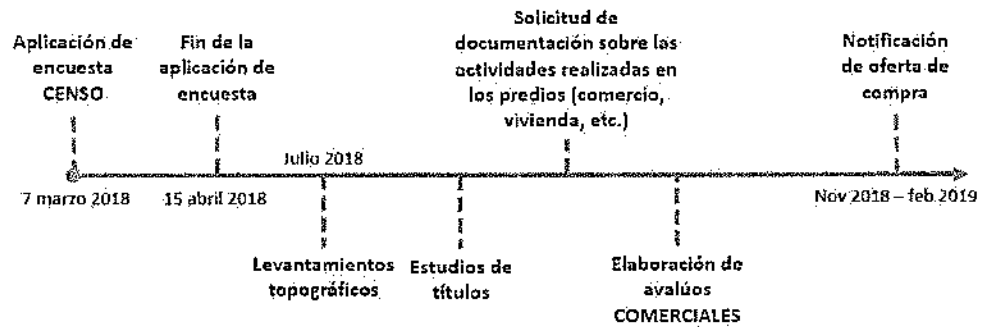 Aplicación de
encuesta
CENSO
Fin de la
aplicación de
encuesta
Solicitud de
documentación sobre las
actividades realizadas en
los predios (comercio,
vivienda, etc.)
Notificación
de oferta de
compra
Julio 2018
7 marzo 2018
15 abril 2018
Nov 2018 – feb 2019
Levantamientos
topográficos
Estudios de
títulos
Elaboración de
avalúos
COMERCIALES